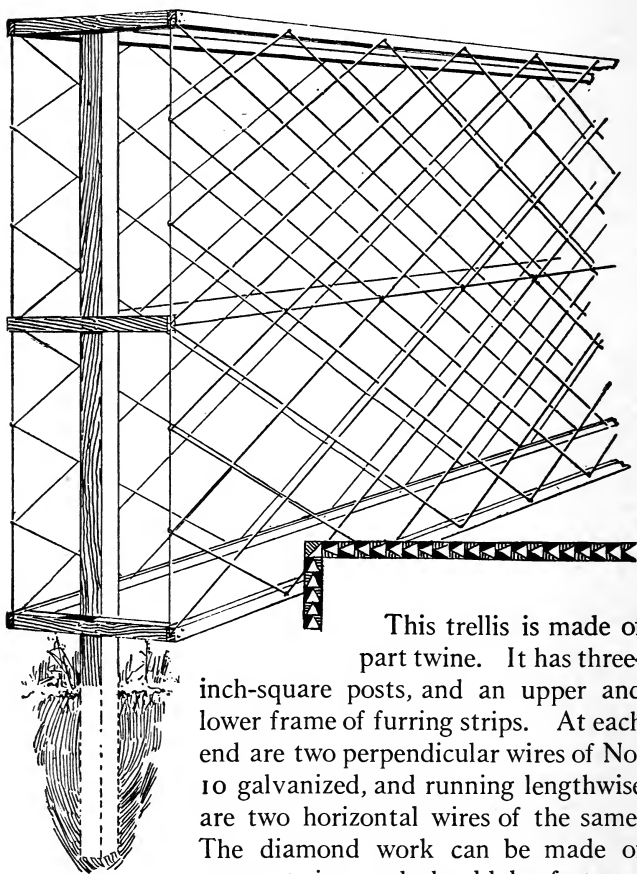 This trellis is made of
part twine. It has three-
inch-square posts, and an upper and
lower frame of furring strips. At each
end are two perpendicular wires of No
10 galvanized, and running lengthwise
are two horizontal wires of the same
The diamond work can be made of